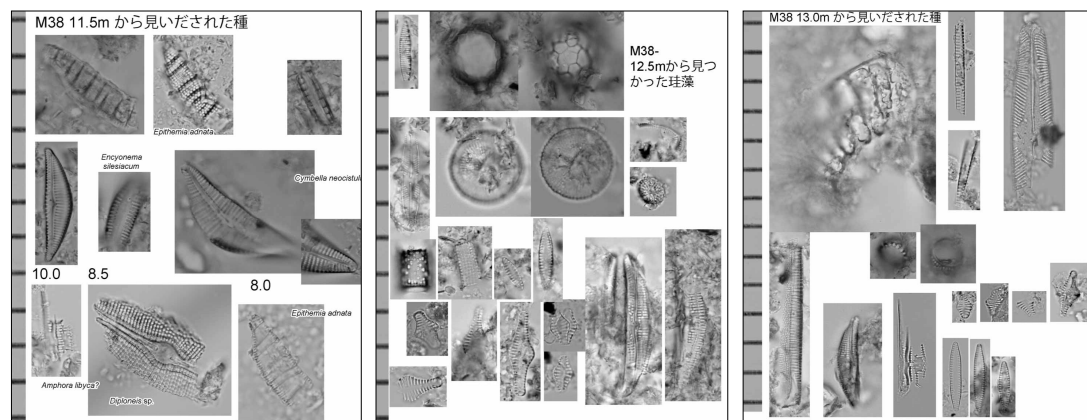 M38 11.5m から見いだされた種
Epithemia adnata
Encyonema
silesiacum
Cymbella neocistula
10.0
8.5
8.0
Epithemia adnata
Amphora libyca?
Diploneis sp.
M38-
12.5mから見つ
かった珪藻
M38 13.0m から見いだされた種